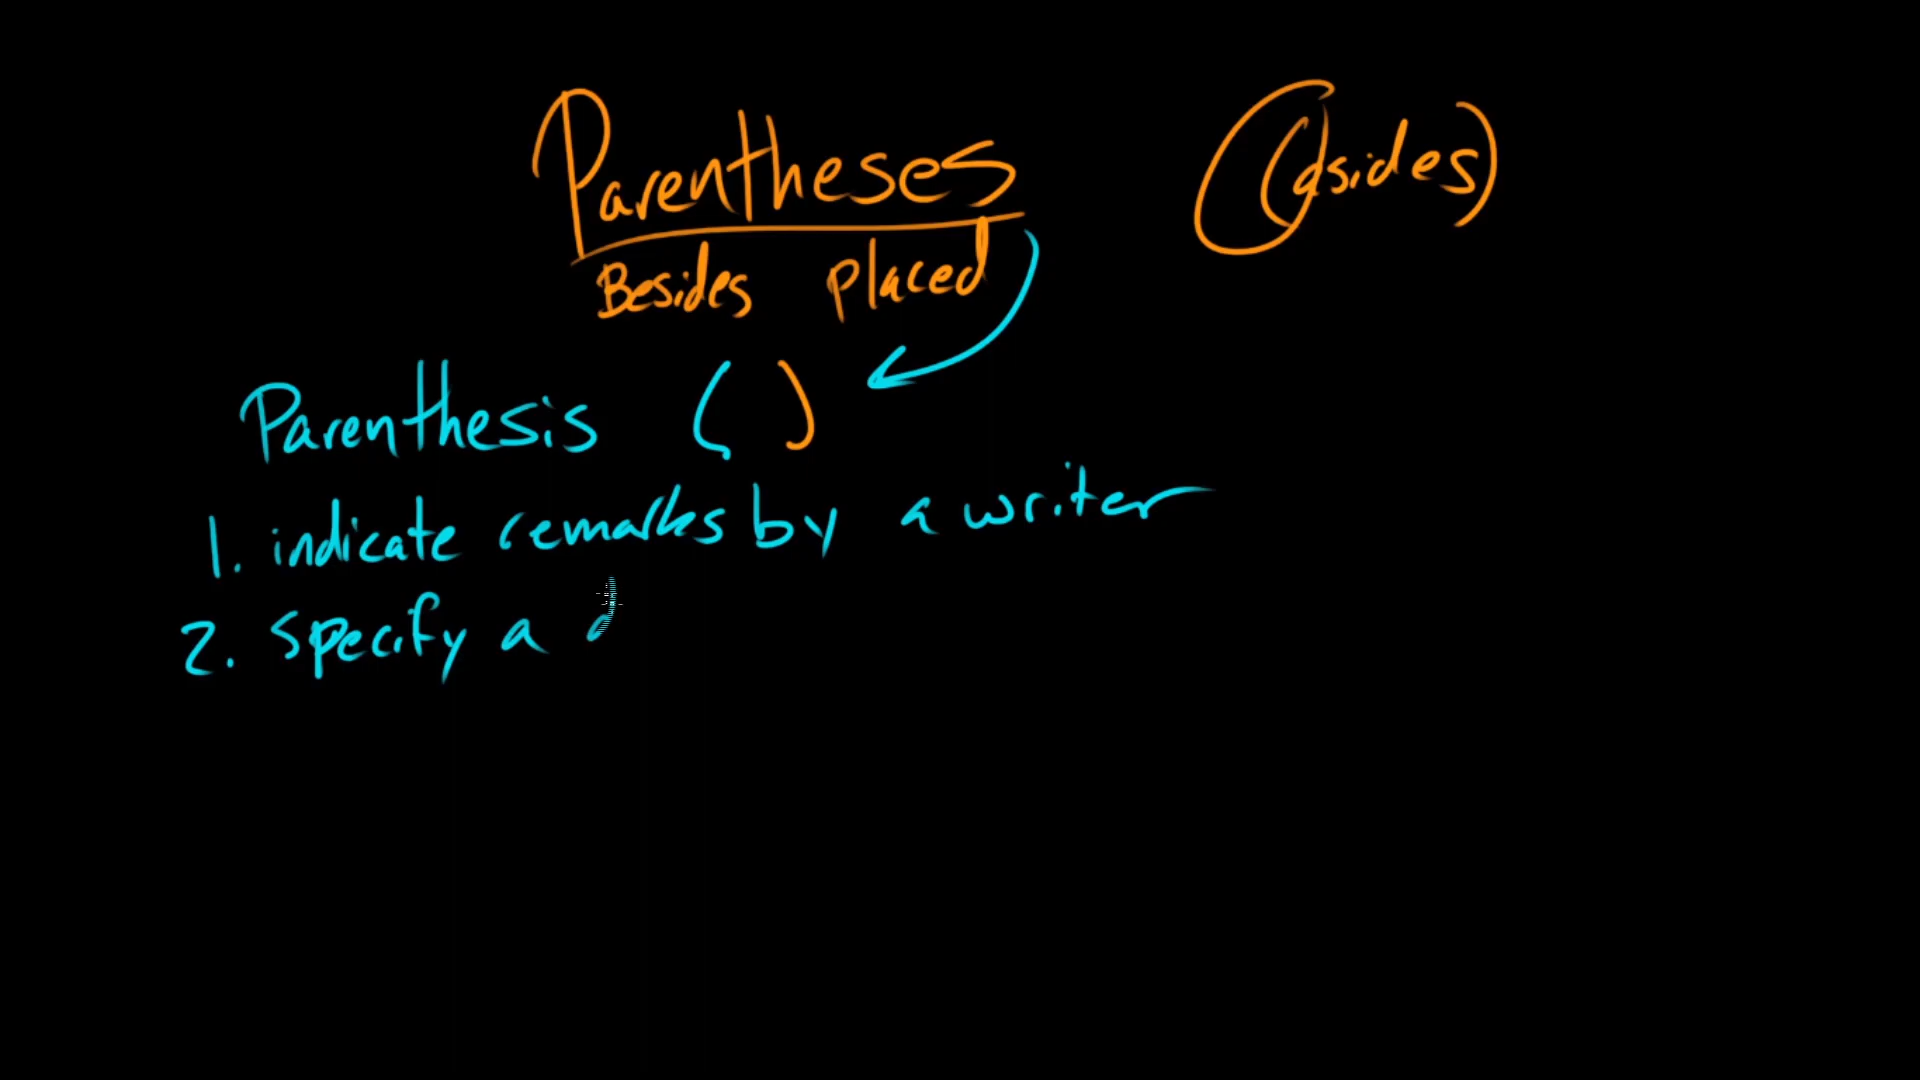 Parentheses
(asides)
Besides placed
Parenthesis ( )
1. indicate remarks by a writer
2. specify a